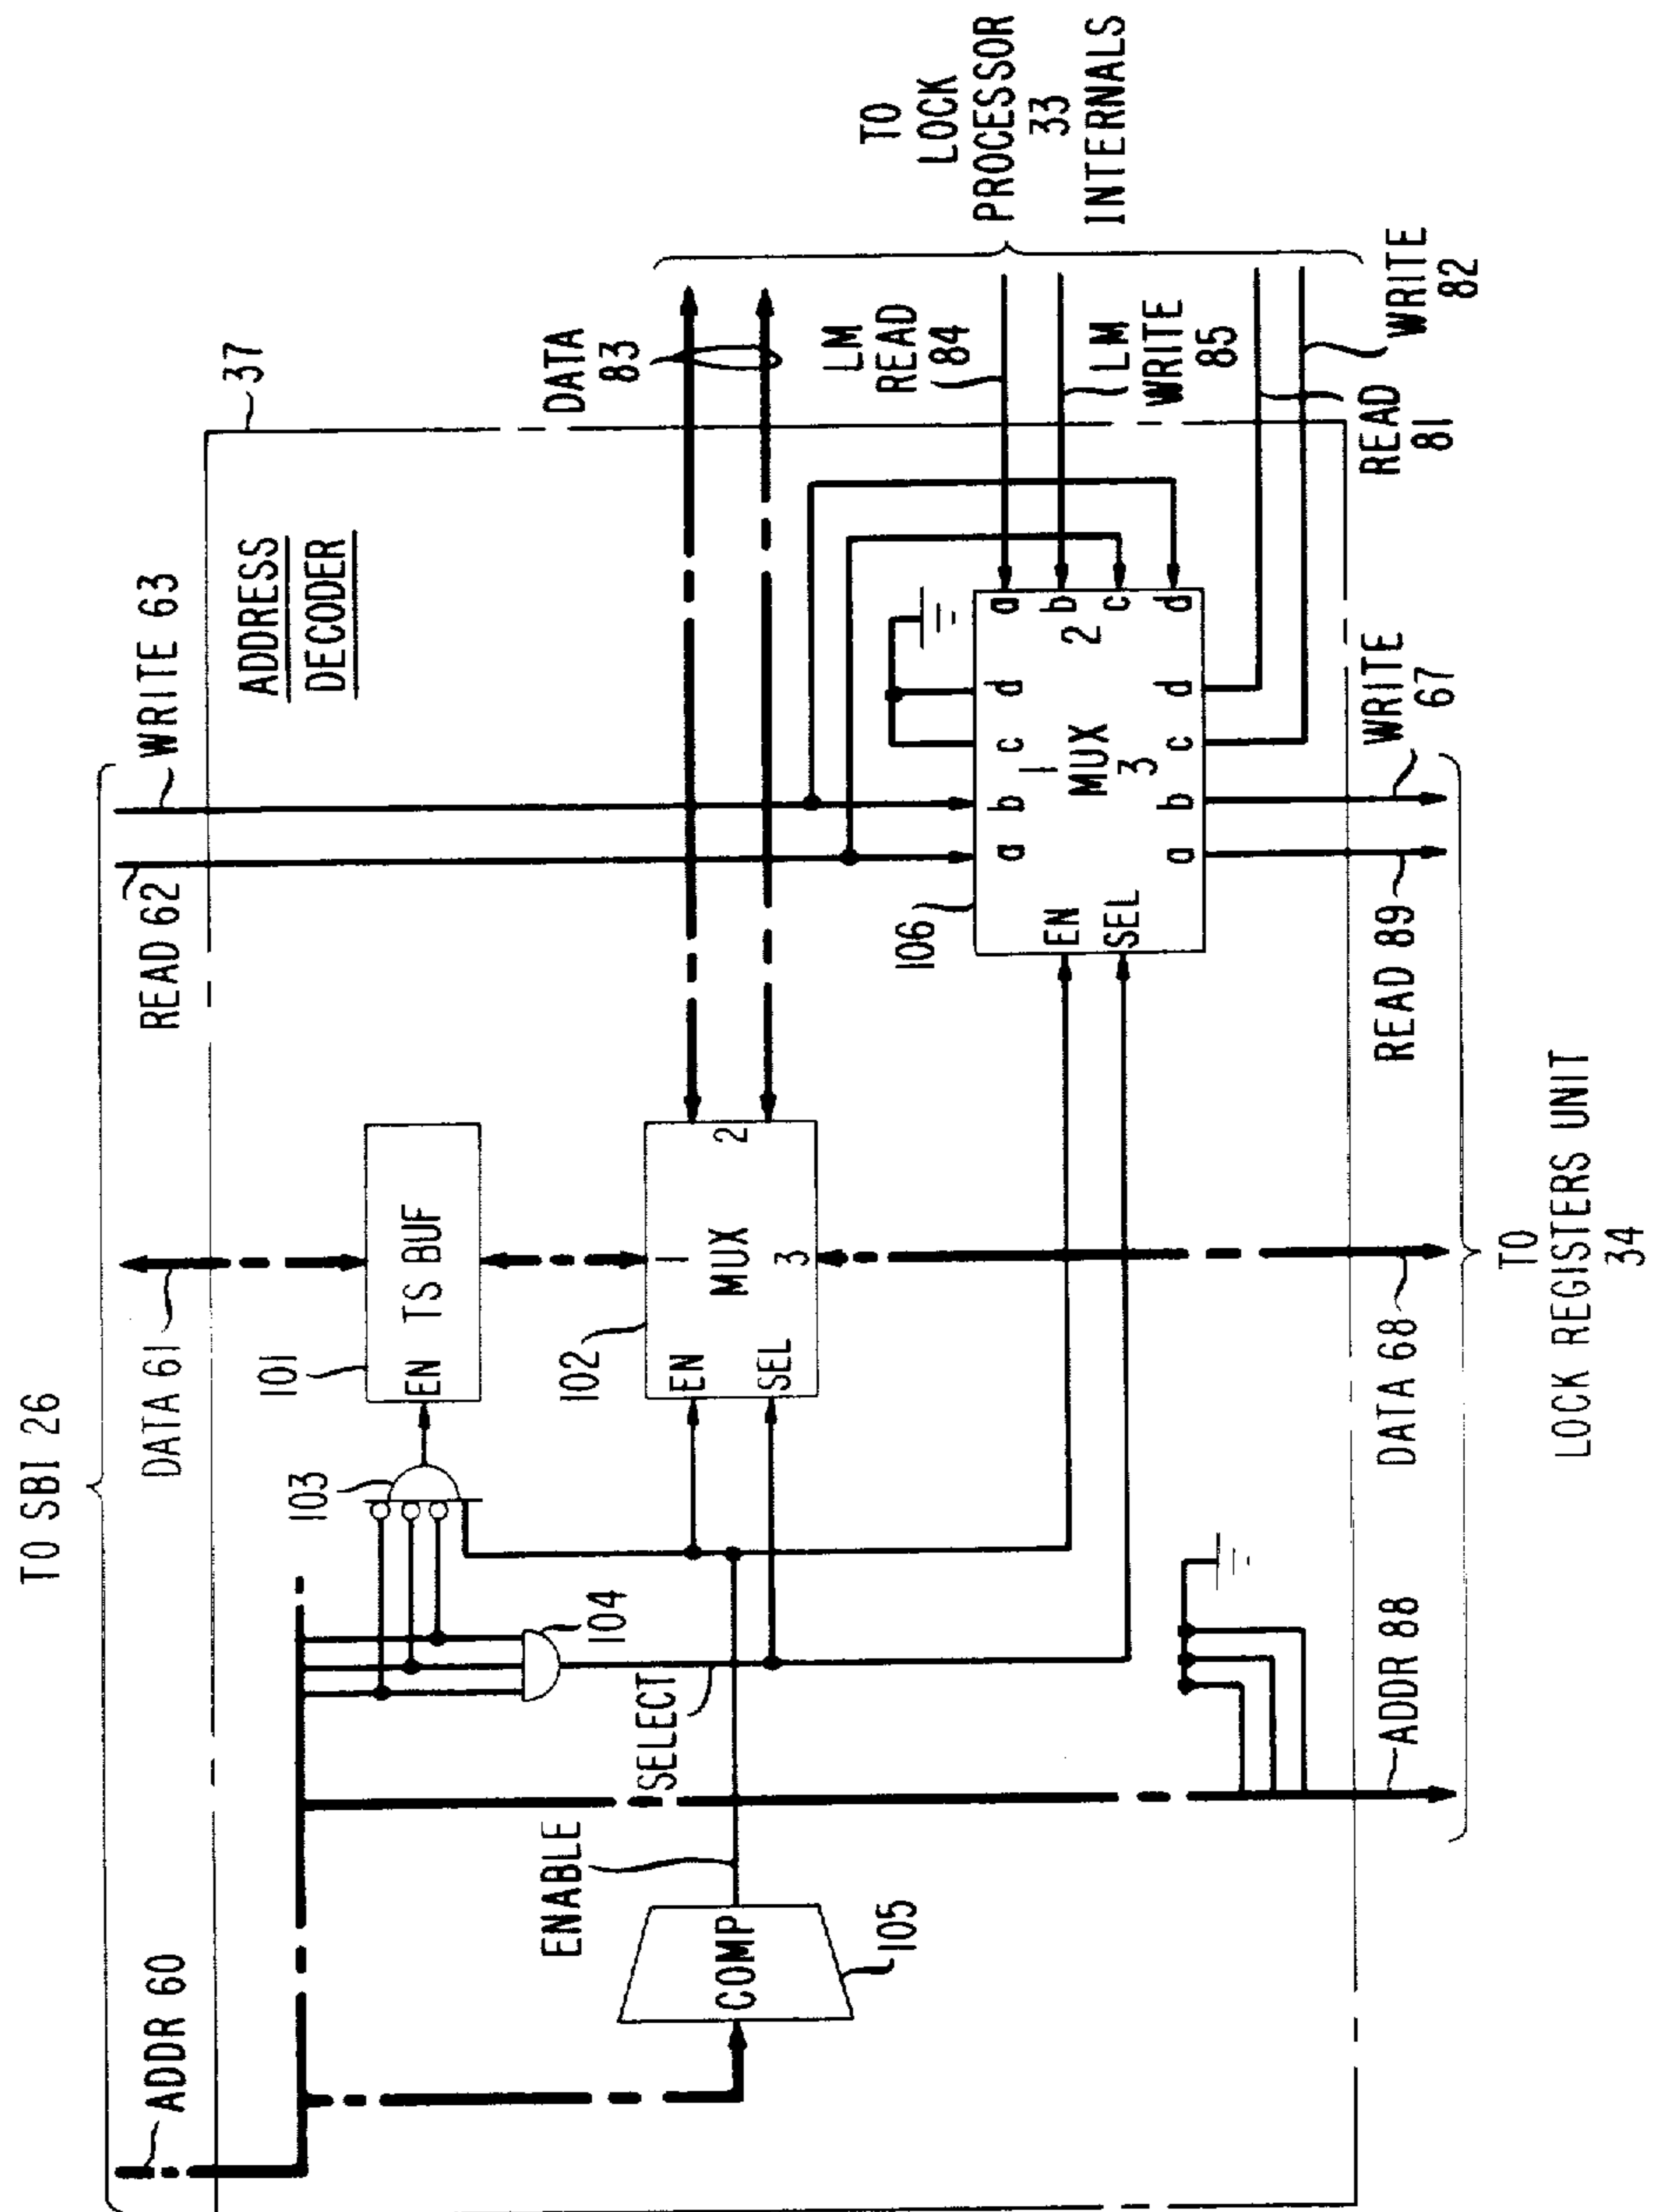 TO SBI 26
ADDR 60
DATA 61
READ 62
WRITE 63
37
ADDRESS
DECODER
101
EN
TS BUF
103
104
102
EN
SEL
1
MUX
2
3
DATA
83
TO
LOCK
PROCESSOR
33
INTERNALS
LM
READ
84
LM
WRITE
85
READ
81
WRITE
82
106
EN
SEL
a
b
c
d
1
MUX
3
2
a
b
c
d
a
b
c
d
SELECT
ENABLE
COMP
105
ADDR 88
DATA 68
READ 89
WRITE
67
TO
LOCK REGISTERS UNIT
34